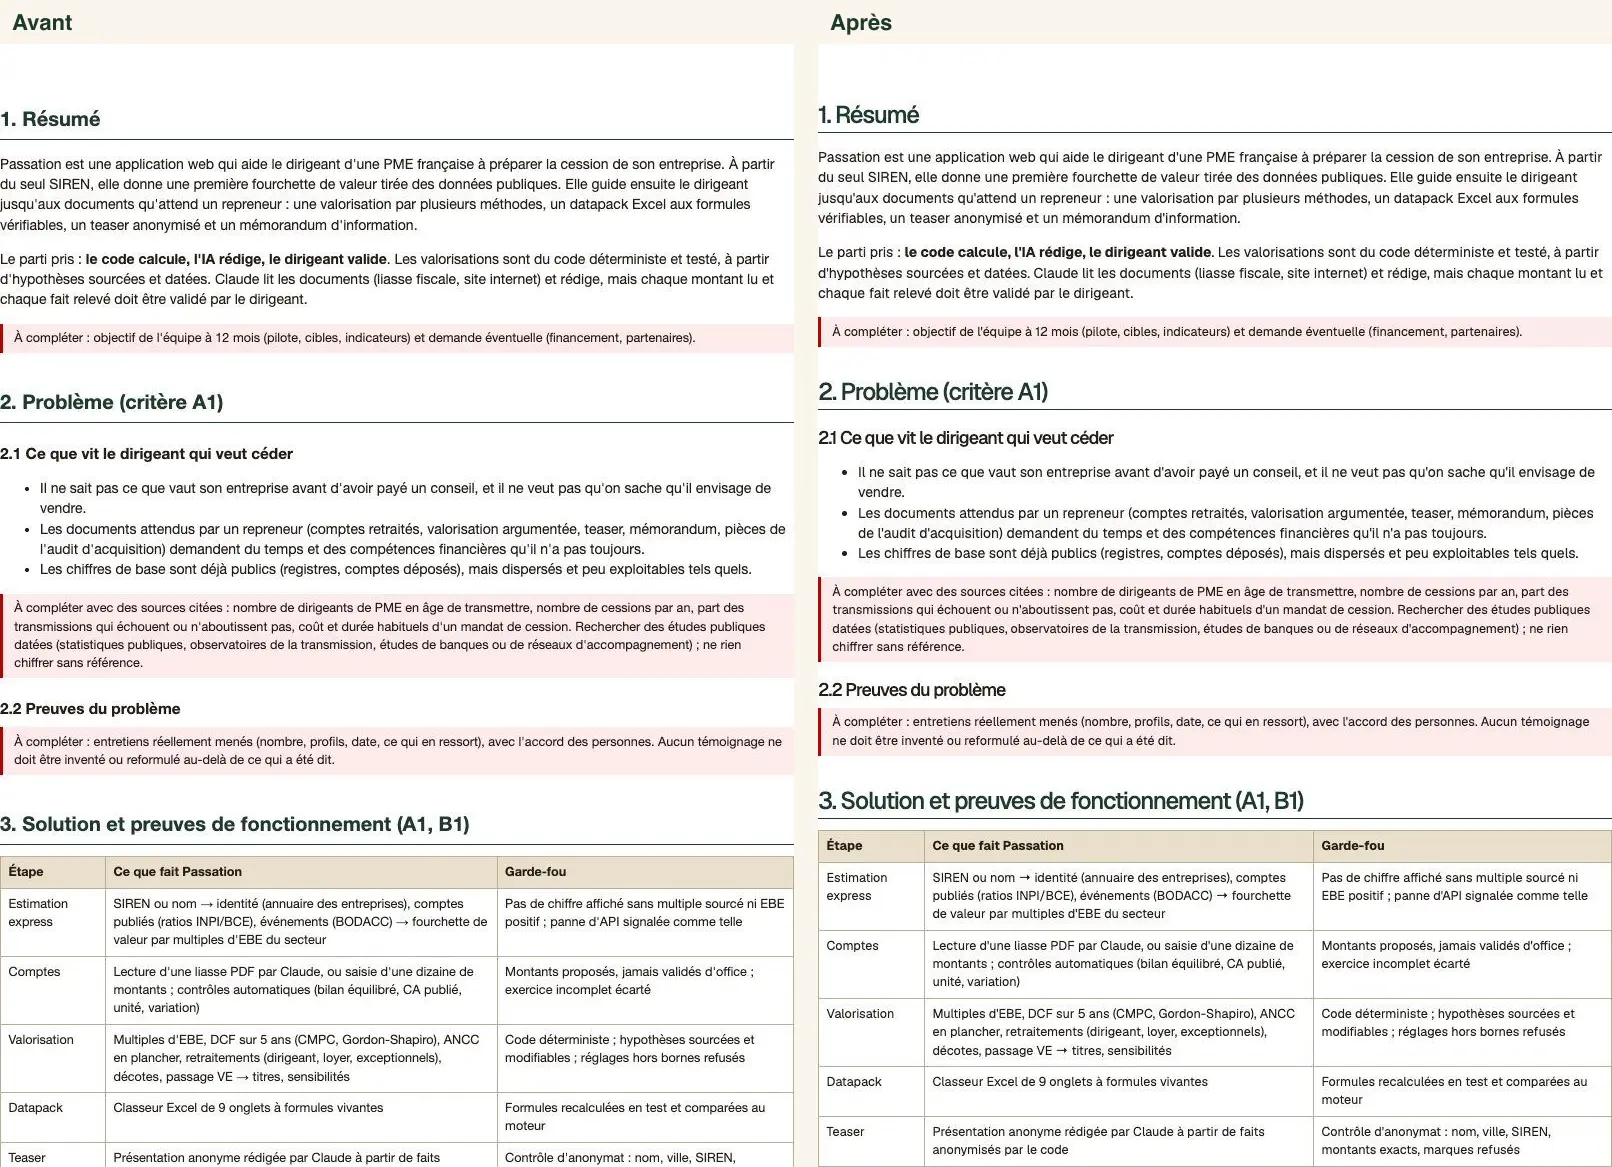 Avant
1. Résumé
Passation est une application web qui aide le dirigeant d'une PME française à préparer la cession de son entreprise. À partir
du seul SIREN, elle donne une première fourchette de valeur tirée des données publiques. Elle guide ensuite le dirigeant
jusqu'aux documents qu'attend un repreneur : une valorisation par plusieurs méthodes, un datapack Excel aux formules
vérifiables, un teaser anonymisé et un mémorandum d'information.
Le parti pris : le code calcule, l'IA rédige, le dirigeant valide. Les valorisations sont du code déterministe et testé, à partir
d'hypothèses sourcées et datées. Claude lit les documents (liasse fiscale, site internet) et rédige, mais chaque montant lu et
chaque fait relevé doit être validé par le dirigeant.
À compléter : objectif de l'équipe à 12 mois (pilote, cibles, indicateurs) et demande éventuelle (financement, partenaires).
2. Problème (critère A1)
2.1 Ce que vit le dirigeant qui veut céder
• Il ne sait pas ce que vaut son entreprise avant d'avoir payé un conseil, et il ne veut pas qu'on sache qu'il envisage de
vendre.
• Les documents attendus par un repreneur (comptes retraités, valorisation argumentée, teaser, mémorandum, pièces de
l'audit d'acquisition) demandent du temps et des compétences financières qu'il n'a pas toujours.
• Les chiffres de base sont déjà publics (registres, comptes déposés), mais dispersés et peu exploitables tels quels.
À compléter avec des sources citées : nombre de dirigeants de PME en âge de transmettre, nombre de cessions par an, part des
transmissions qui échouent ou n'aboutissent pas, coût et durée habituels d'un mandat de cession. Rechercher des études publiques
datées (statistiques publiques, observatoires de la transmission, études de banques ou de réseaux d'accompagnement) ; ne rien
chiffrer sans référence.
2.2 Preuves du problème
À compléter : entretiens réellement menés (nombre, profils, date, ce qui en ressort), avec l'accord des personnes. Aucun témoignage ne
doit être inventé ou reformulé au-delà de ce qui a été dit.
3. Solution et preuves de fonctionnement (A1, B1)
Étape
Ce que fait Passation
Garde-fou
Estimation
express
SIREN ou nom → identité (annuaire des entreprises), comptes
publiés (ratios INPI/BCE), événements (BODACC) → fourchette de
valeur par multiples d'EBE du secteur
Pas de chiffre affiché sans multiple sourcé ni EBE
positif ; panne d'API signalée comme telle
Comptes
Lecture d'une liasse PDF par Claude, ou saisie d'une dizaine de
montants ; contrôles automatiques (bilan équilibré, CA publié,
unité, variation)
Montants proposés, jamais validés d'office ;
exercice incomplet écarté
Valorisation
Multiples d'EBE, DCF sur 5 ans (CMPC, Gordon-Shapiro), ANCC
en plancher, retraitements (dirigeant, loyer, exceptionnels),
décotes, passage VE → titres, sensibilités
Code déterministe ; hypothèses sourcées et
modifiables ; réglages hors bornes refusés
Datapack
Classeur Excel de 9 onglets à formules vivantes
Formules recalculées en test et comparées au
moteur
Teaser
Présentation anonyme rédigée par Claude à partir de faits
Contrôle d'anonymat : nom, ville, SIREN,
Après
1. Résumé
Passation est une application web qui aide le dirigeant d'une PME française à préparer la cession de son entreprise. À partir
du seul SIREN, elle donne une première fourchette de valeur tirée des données publiques. Elle guide ensuite le dirigeant
jusqu'aux documents qu'attend un repreneur : une valorisation par plusieurs méthodes, un datapack Excel aux formules
vérifiables, un teaser anonymisé et un mémorandum d'information.
Le parti pris : le code calcule, l'IA rédige, le dirigeant valide. Les valorisations sont du code déterministe et testé, à partir
d'hypothèses sourcées et datées. Claude lit les documents (liasse fiscale, site internet) et rédige, mais chaque montant lu et
chaque fait relevé doit être validé par le dirigeant.
À compléter : objectif de l'équipe à 12 mois (pilote, cibles, indicateurs) et demande éventuelle (financement, partenaires).
2. Problème (critère A1)
2.1 Ce que vit le dirigeant qui veut céder
• Il ne sait pas ce que vaut son entreprise avant d'avoir payé un conseil, et il ne veut pas qu'on sache qu'il envisage de
vendre.
• Les documents attendus par un repreneur (comptes retraités, valorisation argumentée, teaser, mémorandum, pièces
de l'audit d'acquisition) demandent du temps et des compétences financières qu'il n'a pas toujours.
• Les chiffres de base sont déjà publics (registres, comptes déposés), mais dispersés et peu exploitables tels quels.
À compléter avec des sources citées : nombre de dirigeants de PME en âge de transmettre, nombre de cessions par an, part des
transmissions qui échouent ou n'aboutissent pas, coût et durée habituels d'un mandat de cession. Rechercher des études publiques
datées (statistiques publiques, observatoires de la transmission, études de banques ou de réseaux d'accompagnement) ; ne rien
chiffrer sans référence.
2.2 Preuves du problème
À compléter : entretiens réellement menés (nombre, profils, date, ce qui en ressort), avec l'accord des personnes. Aucun témoignage
ne doit être inventé ou reformulé au-delà de ce qui a été dit.
3. Solution et preuves de fonctionnement (A1, B1)
Étape
Ce que fait Passation
Garde-fou
Estimation
express
SIREN ou nom → identité (annuaire des entreprises), comptes
publiés (ratios INPI/BCE), événements (BODACC) → fourchette
de valeur par multiples d'EBE du secteur
Pas de chiffre affiché sans multiple sourcé ni
EBE positif ; panne d'API signalée comme telle
Comptes
Lecture d'une liasse PDF par Claude, ou saisie d'une dizaine de
montants ; contrôles automatiques (bilan équilibré, CA publié,
unité, variation)
Montants proposés, jamais validés d'office ;
exercice incomplet écarté
Valorisation
Multiples d'EBE, DCF sur 5 ans (CMPC, Gordon-Shapiro), ANCC
en plancher, retraitements (dirigeant, loyer, exceptionnels),
décotes, passage VE → titres, sensibilités
Code déterministe ; hypothèses sourcées et
modifiables ; réglages hors bornes refusés
Datapack
Classeur Excel de 9 onglets à formules vivantes
Formules recalculées en test et comparées au
moteur
Teaser
Présentation anonyme rédigée par Claude à partir de faits
anonymisés par le code
Contrôle d'anonymat : nom, ville, SIREN,
montants exacts, marques refusés